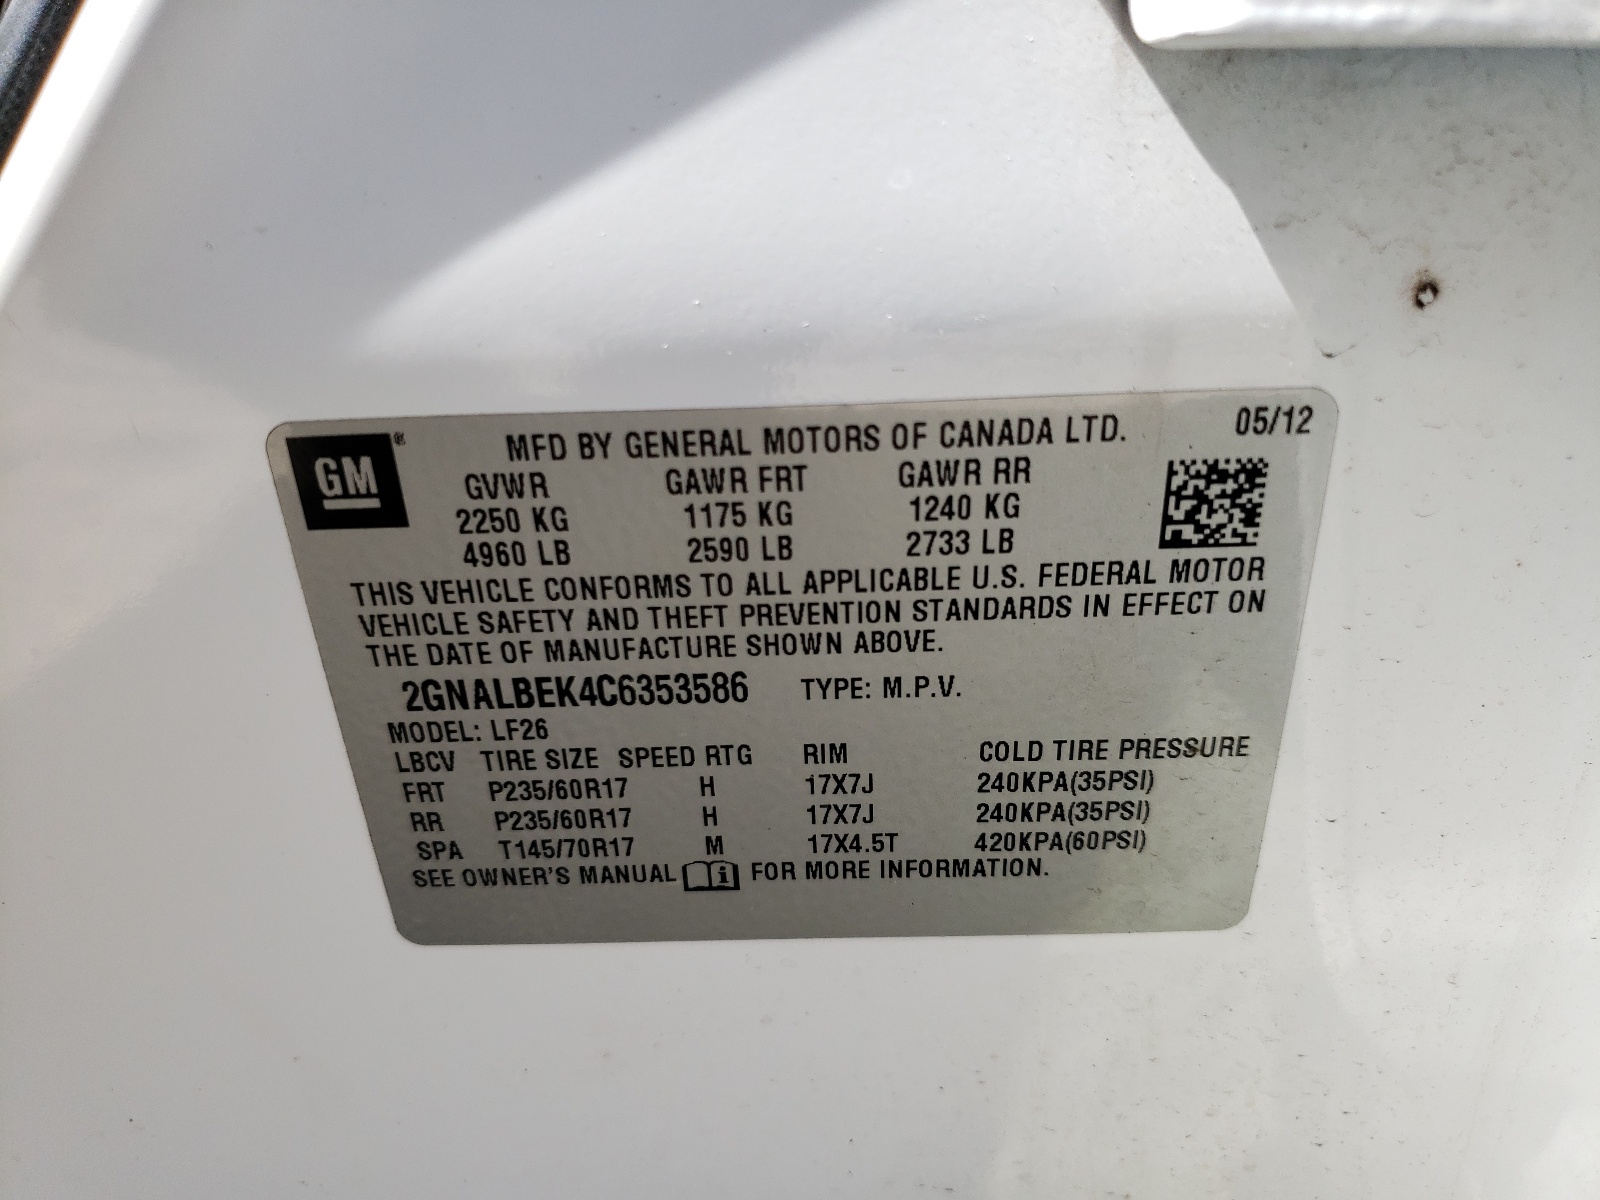 GM ®
MFD BY GENERAL MOTORS OF CANADA LTD. 05/12
GVWR GAWR FRT GAWR RR
2250 KG 1175 KG 1240 KG
4960 LB 2590 LB 2733 LB
THIS VEHICLE CONFORMS TO ALL APPLICABLE U.S. FEDERAL MOTOR
VEHICLE SAFETY AND THEFT PREVENTION STANDARDS IN EFFECT ON
THE DATE OF MANUFACTURE SHOWN ABOVE.
2GNALBEK4C6353586 TYPE: M.P.V.
MODEL: LF26
LBCV TIRE SIZE SPEED RTG RIM COLD TIRE PRESSURE
FRT P235/60R17 H 17X7J 240KPA(35PSI)
RR P235/60R17 H 17X7J 240KPA(35PSI)
SPA T145/70R17 M 17X4.5T 420KPA(60PSI)
SEE OWNER'S MANUAL i FOR MORE INFORMATION.